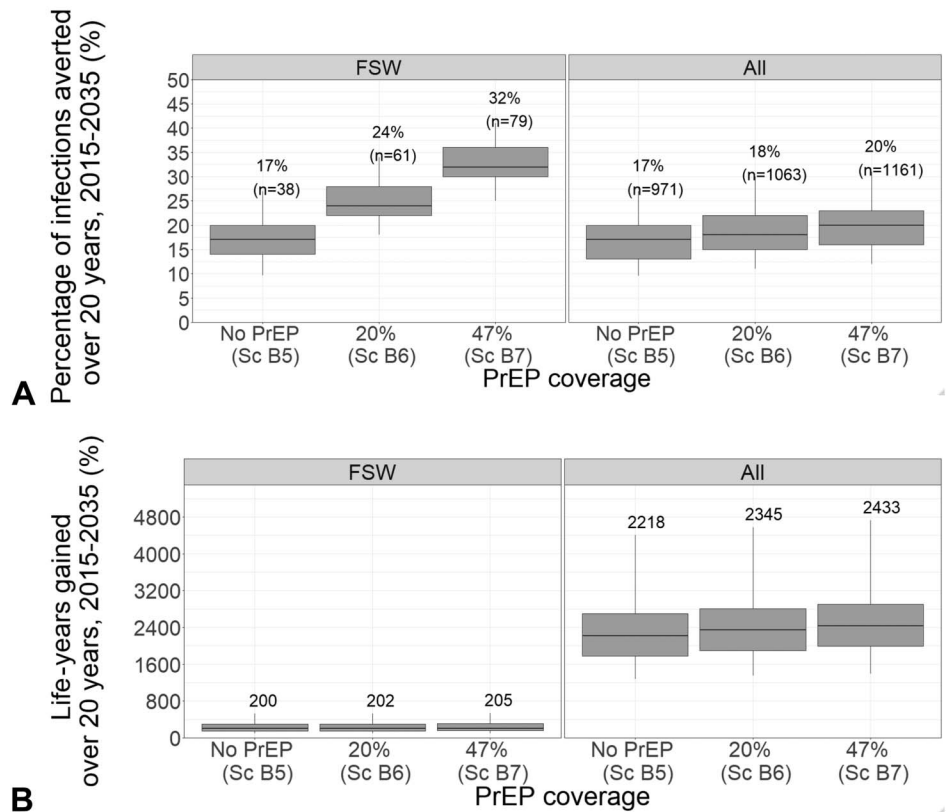 A
Percentage of infections averted
over 20 years, 2015-2035 (%)
FSW
All
50
45
40
35
30
25
20
15
10
5
0
17%
(n=38)
24%
(n=61)
32%
(n=79)
17%
(n=971)
18%
(n=1063)
20%
(n=1161)
No PrEP
(Sc B5)
20%
(Sc B6)
47%
(Sc B7)
No PrEP
(Sc B5)
20%
(Sc B6)
47%
(Sc B7)
PrEP coverage
B
Life-years gained
over 20 years, 2015-2035 (%)
FSW
All
4800
4000
3200
2400
1600
800
0
200
202
205
2218
2345
2433
No PrEP
(Sc B5)
20%
(Sc B6)
47%
(Sc B7)
No PrEP
(Sc B5)
20%
(Sc B6)
47%
(Sc B7)
PrEP coverage